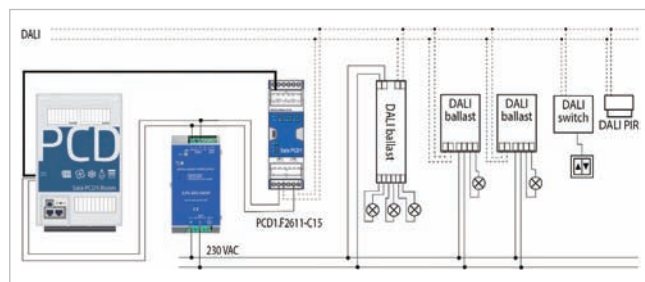 DALI
PCD
Saia PCD1 Room
Saia PCD1
PCD1.F2611-C15
230 VAC
DALI ballast
DALI
ballast
DALI
ballast
DALI
switch
DALI PIR